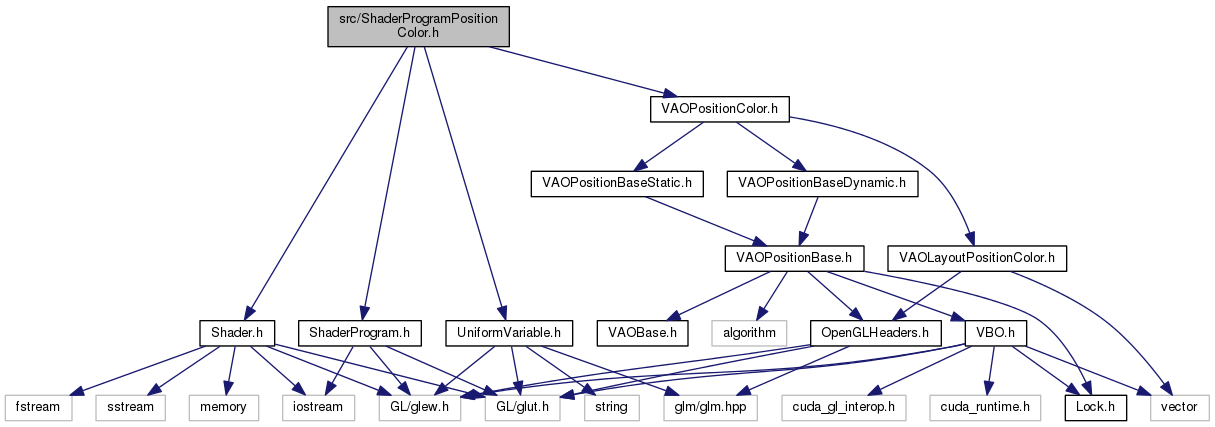 src/ShaderProgramPosition
Color.h
VAOPositionColor.h
VAOPositionBaseStatic.h
VAOPositionBaseDynamic.h
VAOPositionBase.h
VAOLayoutPositionColor.h
Shader.h
ShaderProgram.h
UniformVariable.h
VAOBase.h
algorithm
OpenGLHeaders.h
VBO.h
fstream
sstream
memory
iostream
GL/glew.h
GL/glut.h
string
glm/glm.hpp
cuda_gl_interop.h
cuda_runtime.h
Lock.h
vector